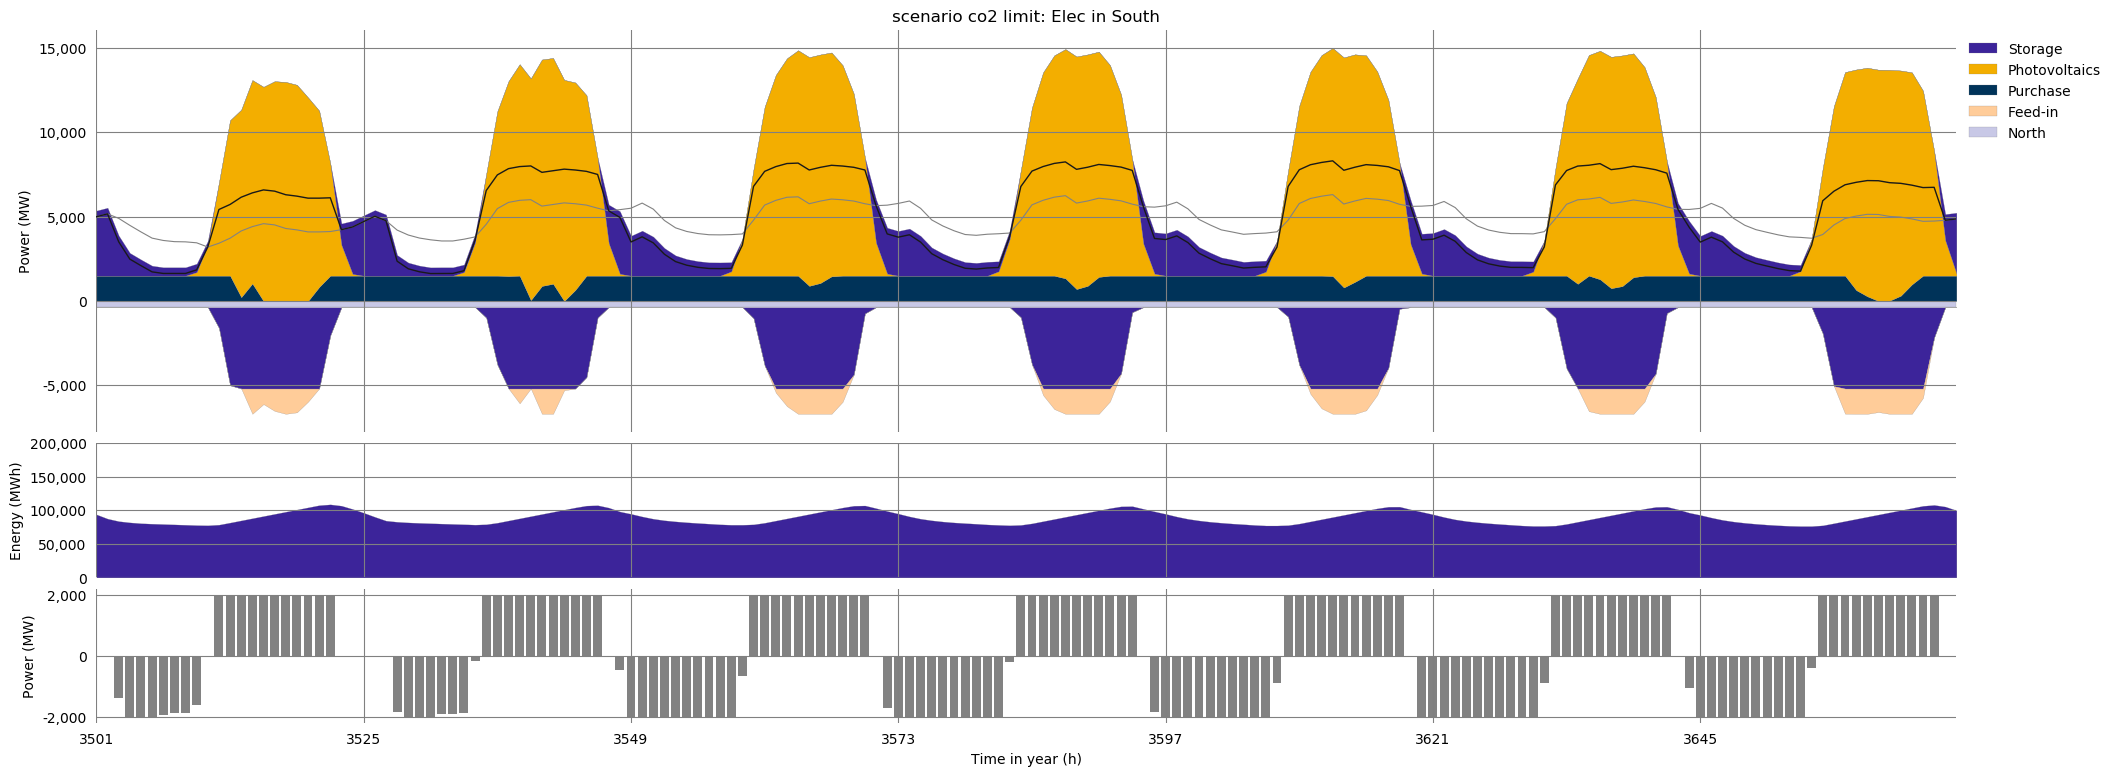 scenario co2 limit: Elec in South
15,000
10,000
5,000
0
-5,000
Power (MW)
Storage
Photovoltaics
Purchase
Feed-in
North
200,000
150,000
100,000
50,000
0
Energy (MWh)
2,000
0
-2,000
Power (MW)
3501 3525 3549 3573 3597 3621 3645
Time in year (h)